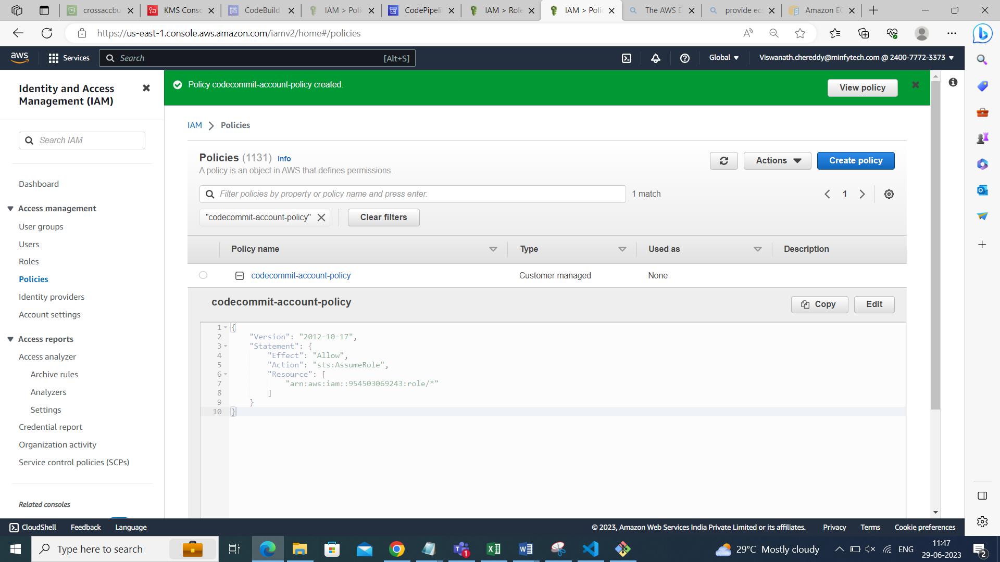 crossaccbu
KMS Conso
CodeBuild
IAM > Polic
CodePipelin
IAM > Role
IAM > Polic
The AWS E
provide ecs
Amazon EC
https://us-east-1.console.aws.amazon.com/iamv2/home#/policies
aws
Services
Search
[Alt+S]
Global
Viswanath.chereddy@minfytech.com @ 2400-7772-3373
Identity and Access
Management (IAM)
Search IAM
Dashboard
Access management
User groups
Users
Roles
Policies
Identity providers
Account settings
Access reports
Access analyzer
Archive rules
Analyzers
Settings
Credential report
Organization activity
Service control policies (SCPs)
Related consoles
Policy codecommit-account-policy created.
View policy
IAM
Policies
Policies (1131) Info
A policy is an object in AWS that defines permissions.
Actions
Create policy
Filter policies by property or policy name and press enter.
1 match
1
"codecommit-account-policy"
Clear filters
Policy name
Type
Used as
Description
codecommit-account-policy
Customer managed
None
codecommit-account-policy
Copy
Edit
1 {
2 "Version": "2012-10-17",
3 "Statement": {
4 "Effect": "Allow",
5 "Action": "sts:AssumeRole",
6 "Resource": [
7 "arn:aws:iam::954503069243:role/*"
8 ]
9 }
10 }
CloudShell
Feedback
Language
© 2023, Amazon Web Services India Private Limited or its affiliates.
Privacy
Terms
Cookie preferences
Type here to search
1
29°C Mostly cloudy
ENG
11:47
29-06-2023
2